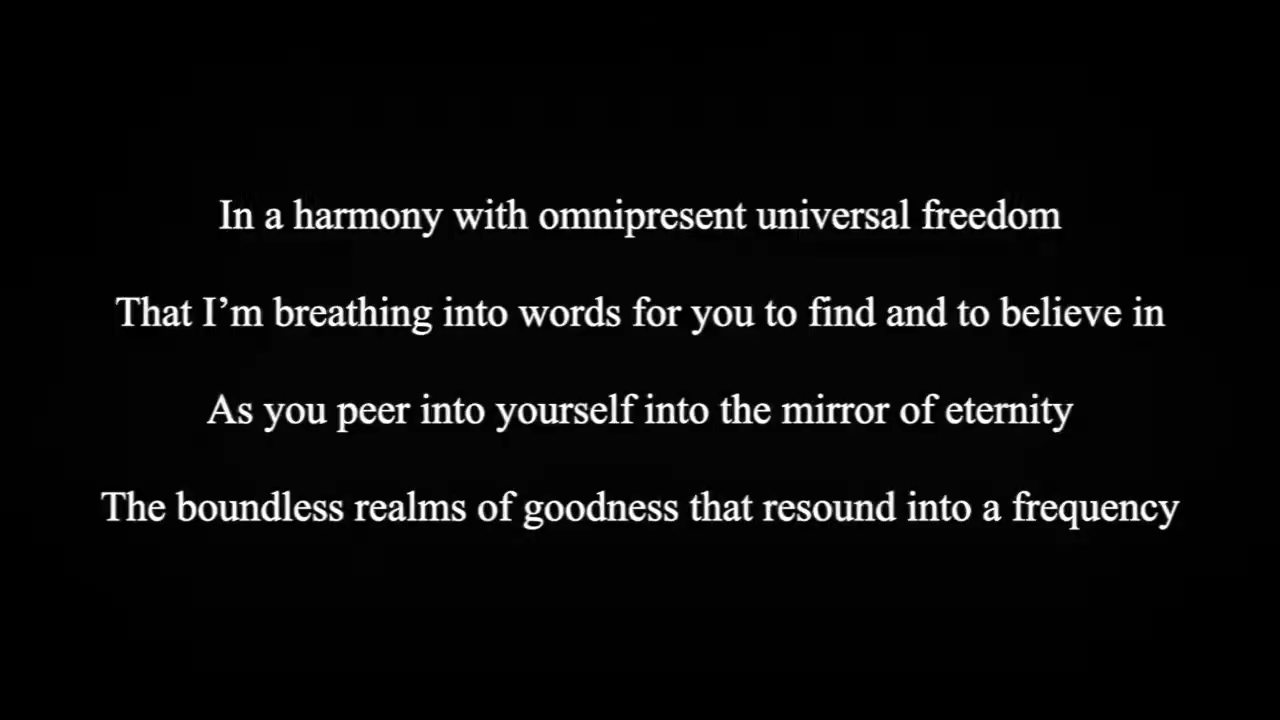 In a harmony with omnipresent universal freedom
That I’m breathing into words for you to find and to believe in
As you peer into yourself into the mirror of eternity
The boundless realms of goodness that resound into a frequency